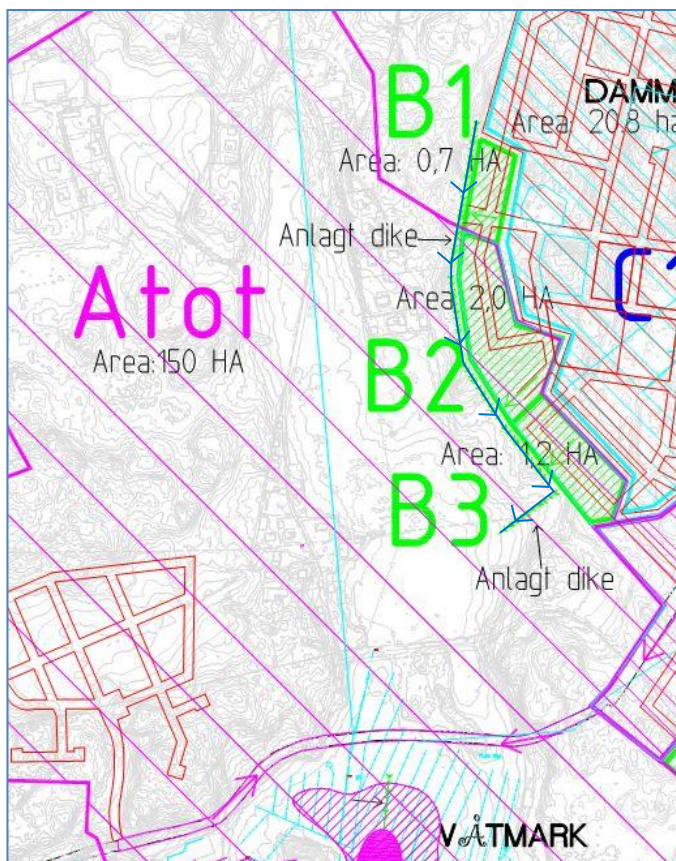 B1
DAMM
Area: 20.8 ha
Area: 0,7 HA
Anlagt dike
Atot
Area:150 HA
Area 2,0 HA
C1
B2
Area: 1,2 HA
B3
Anlagt dike
VÅTMARK